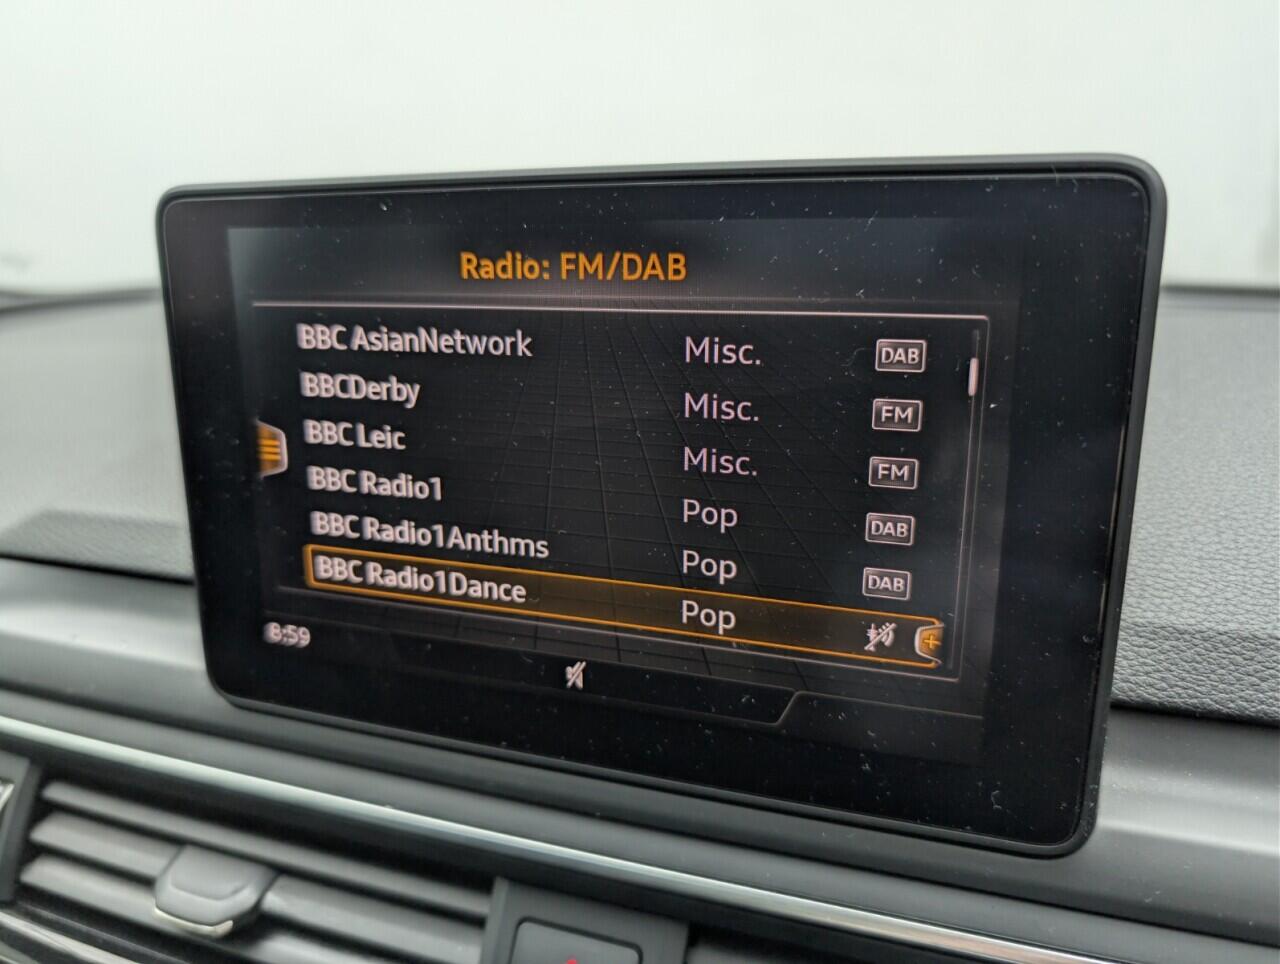 Radio: FM/DAB
BBC AsianNetwork Misc. DAB
BBCDerby Misc. FM
BBC Leic Misc. FM
BBC Radio1 Pop DAB
BBC Radio1Anthms Pop DAB
BBC Radio1Dance Pop
8:59